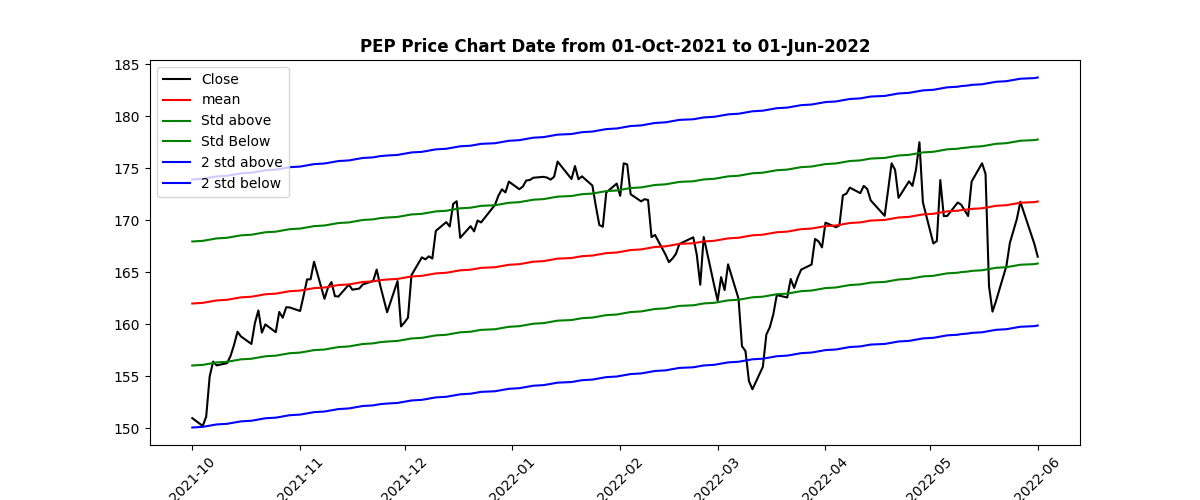 PEP Price Chart Date from 01-Oct-2021 to 01-Jun-2022
185
180
175
170
165
160
155
150
Close
mean
Std above
Std Below
2 std above
2 std below
2021-10
2021-11
2021-12
2022-01
2022-02
2022-03
2022-04
2022-05
2022-06